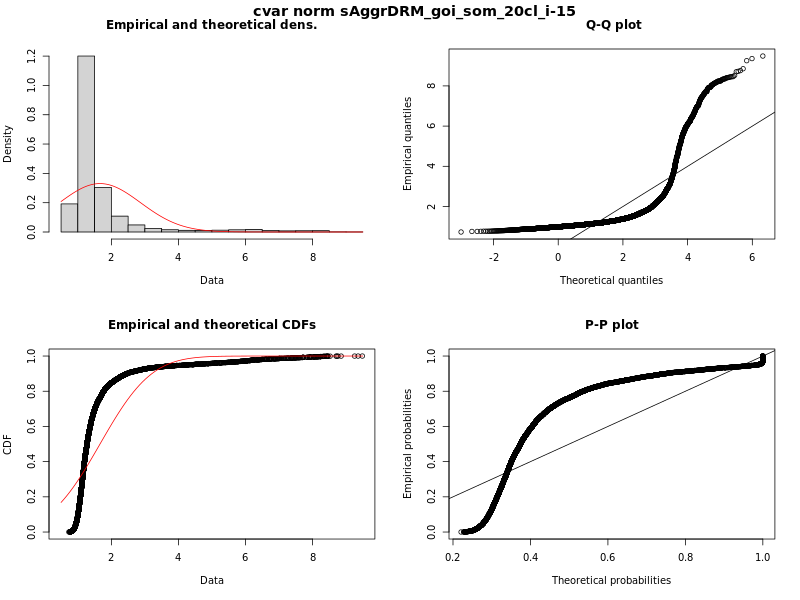 cvar norm sAggrDRM_goi_som_20cl_i-15
Empirical and theoretical dens.
Density
0.0 0.2 0.4 0.6 0.8 1.0 1.2
2 4 6 8
Data
Q-Q plot
Empirical quantiles
2 4 6 8
-2 0 2 4 6
Theoretical quantiles
Empirical and theoretical CDFs
CDF
0.0 0.2 0.4 0.6 0.8 1.0
2 4 6 8
Data
P-P plot
Empirical probabilities
0.0 0.2 0.4 0.6 0.8 1.0
0.2 0.4 0.6 0.8 1.0
Theoretical probabilities